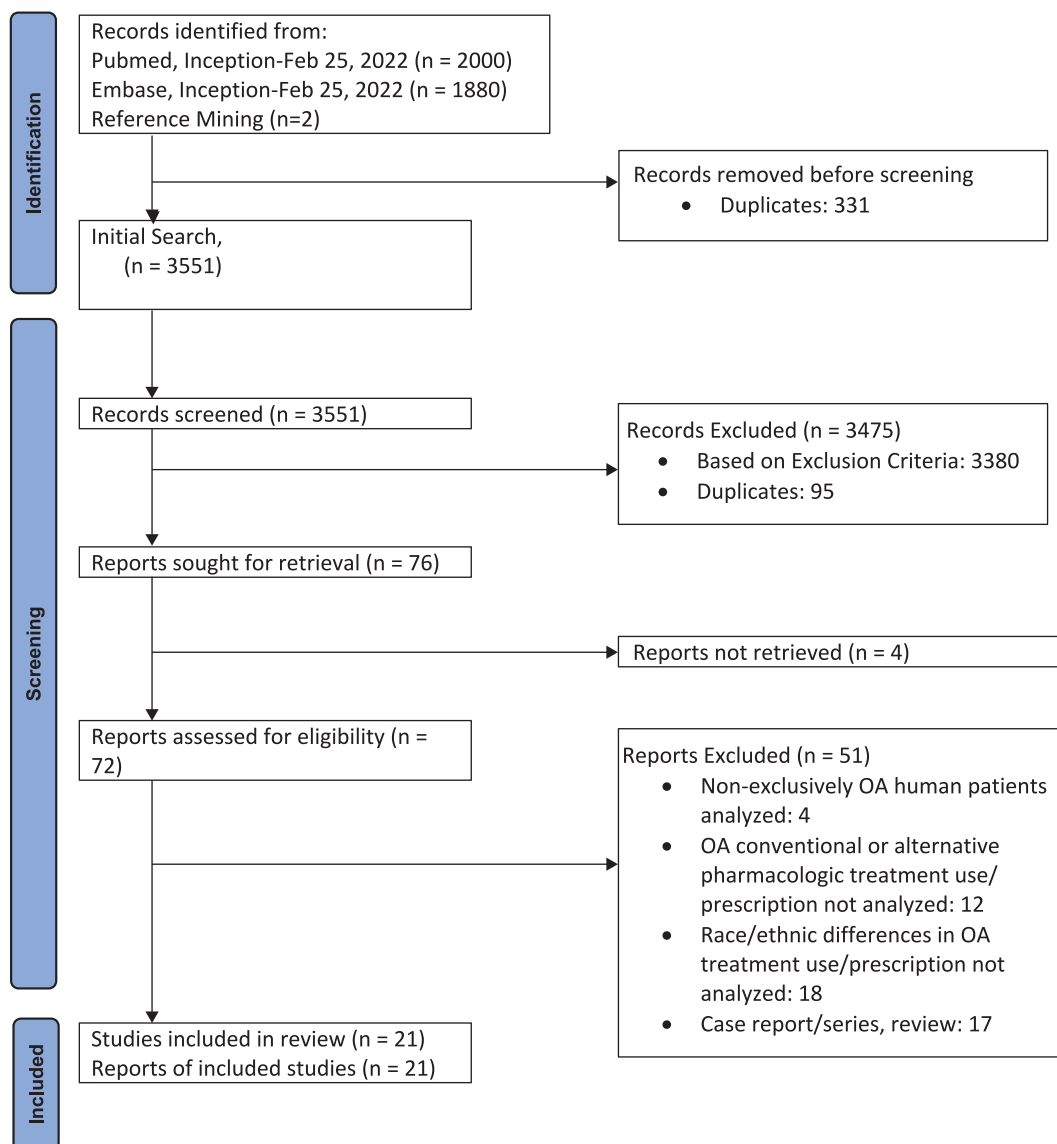 Identification
Records identified from:
Pubmed, Inception-Feb 25, 2022 (n = 2000)
Embase, Inception-Feb 25, 2022 (n = 1880)
Reference Mining (n=2)
Records removed before screening
• Duplicates: 331
Initial Search,
(n = 3551)
Screening
Records screened (n = 3551)
Records Excluded (n = 3475)
• Based on Exclusion Criteria: 3380
• Duplicates: 95
Reports sought for retrieval (n = 76)
Reports not retrieved (n = 4)
Reports assessed for eligibility (n =
72)
Reports Excluded (n = 51)
• Non-exclusively OA human patients
analyzed: 4
• OA conventional or alternative
pharmacologic treatment use/
prescription not analyzed: 12
• Race/ethnic differences in OA
treatment use/prescription not
analyzed: 18
• Case report/series, review: 17
Included
Studies included in review (n = 21)
Reports of included studies (n = 21)